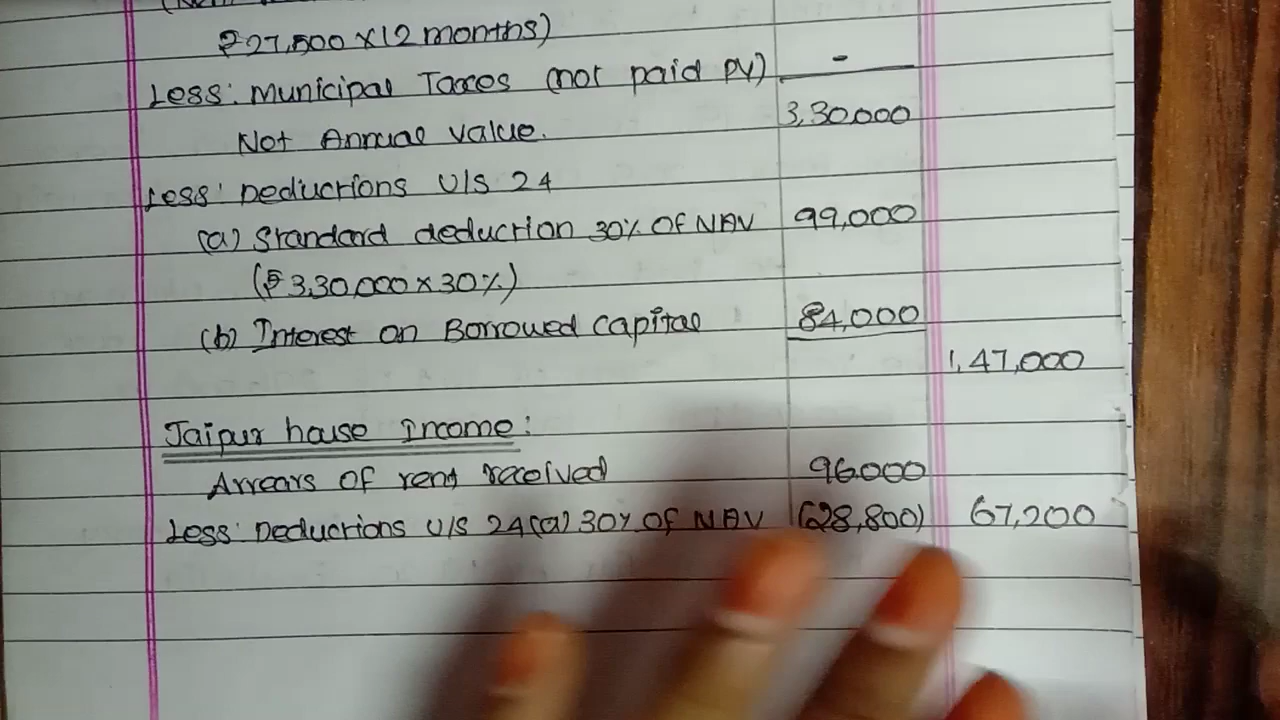 ₹27,500 × 12 months)
Less: Municipal Taxes (not paid PY) -
Net Annual value. 3,30,000
Less: Deductions U/S 24
(a) Standard deduction 30% Of NAV 99,000
(₹3,30,000 × 30%)
(b) Interest on Borrowed capital 84,000
1,47,000
Jaipur house Income:
Arrears Of rent received 96000
Less: Deductions U/S 24(a) 30% Of NAV (28,800) 67,200